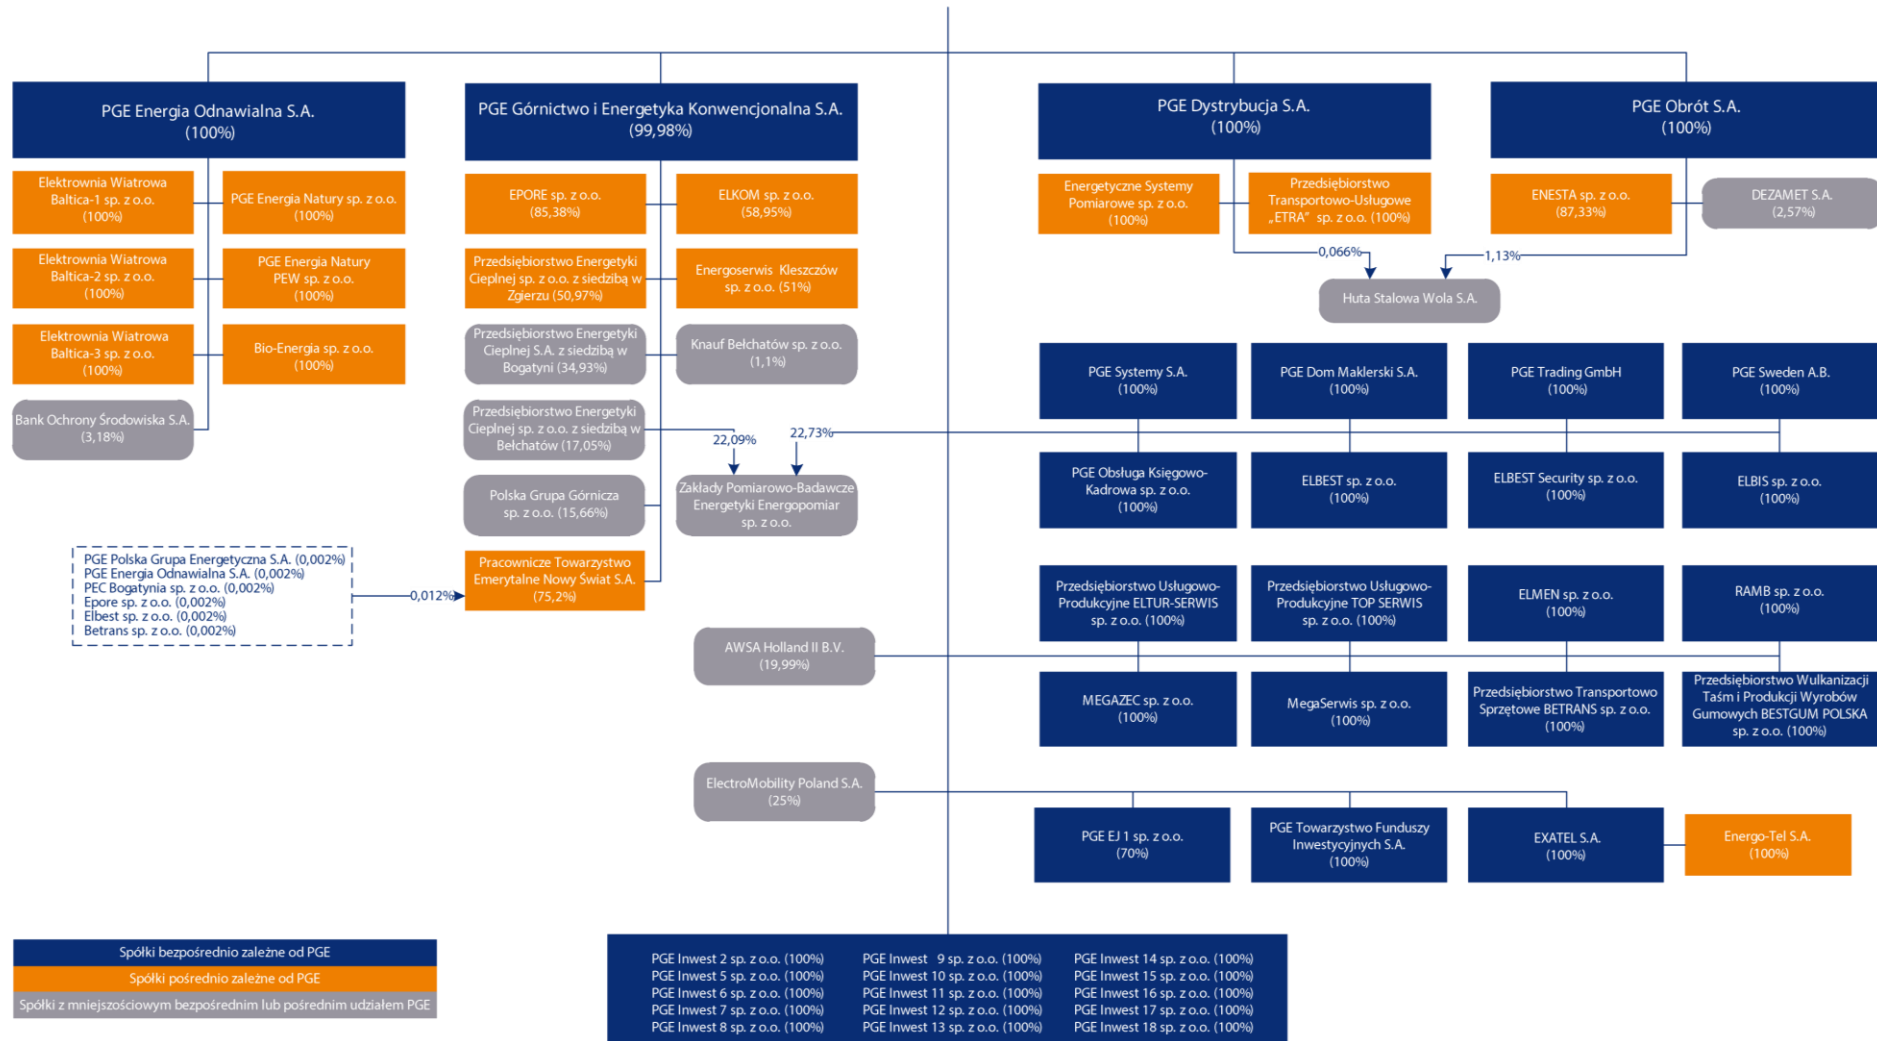 PGE Energia Odnawialna S.A.
(100%)
PGE Górnictwo i Energetyka Konwencjonalna S.A.
(99,98%)
PGE Dystrybucja S.A.
(100%)
PGE Obrót S.A.
(100%)
Elektrownia Wiatrowa
Baltica-1 sp. z o.o.
(100%)
PGE Energia Natury sp. z o.o.
(100%)
Elektrownia Wiatrowa
Baltica-2 sp. z o.o.
(100%)
PGE Energia Natury
PEW sp. z o.o.
(100%)
Elektrownia Wiatrowa
Baltica-3 sp. z o.o.
(100%)
Bio-Energia sp. z o.o.
(100%)
Bank Ochrony Środowiska S.A.
(3,18%)
EPORE sp. z o.o.
(85,38%)
ELKOM sp. z o.o.
(58,95%)
Przedsiębiorstwo Energetyki
Cieplnej sp. z o.o. z siedzibą w
Zgierzu (50,97%)
Energoserwis Kleszczów
sp. z o.o. (51%)
Przedsiębiorstwo Energetyki
Cieplnej S.A. z siedzibą w
Bogatyni (34,93%)
Knauf Bełchatów sp. z o.o.
(1,1%)
Przedsiębiorstwo Energetyki
Cieplnej sp. z o.o. z siedzibą w
Bełchatów (17,05%)
22,09%
22,73%
Polska Grupa Górnicza
sp. z o.o. (15,66%)
Zakłady Pomiarowo-Badawcze
Energetyki Energopomiar
sp. z o.o.
PGE Polska Grupa Energetyczna S.A. (0,002%)
PGE Energia Odnawialna S.A. (0,002%)
PEC Bogatynia sp. z o.o. (0,002%)
Epore sp. z o.o. (0,002%)
Elbest sp. z o.o. (0,002%)
Betrans sp. z o.o. (0,002%)
0,012%
Pracownicze Towarzystwo
Emerytalne Nowy Świat S.A.
(75,2%)
Energetyczne Systemy
Pomiarowe sp. z o.o.
(100%)
Przedsiębiorstwo
Transportowo-Usługowe
„ETRA” sp. z o.o. (100%)
ENESTA sp. z o.o.
(87,33%)
DEZAMET S.A.
(2,57%)
0,066%
1,13%
Huta Stalowa Wola S.A.
PGE Systemy S.A.
(100%)
PGE Dom Maklerski S.A.
(100%)
PGE Trading GmbH
(100%)
PGE Sweden A.B.
(100%)
PGE Obsługa Księgowo-
Kadrowa sp. z o.o.
(100%)
ELBEST sp. z o.o.
(100%)
ELBEST Security sp. z o.o.
(100%)
ELBIS sp. z o.o.
(100%)
Przedsiębiorstwo Usługowo-
Produkcyjne ELTUR-SERWIS
sp. z o.o. (100%)
Przedsiębiorstwo Usługowo-
Produkcyjne TOP SERWIS
sp. z o.o. (100%)
ELMEN sp. z o.o.
(100%)
RAMB sp. z o.o.
(100%)
AWSA Holland II B.V.
(19,99%)
MEGAZEC sp. z o.o.
(100%)
MegaSerwis sp. z o.o.
(100%)
Przedsiębiorstwo Transportowo
Sprzętowe BETRANS sp. z o.o.
(100%)
Przedsiębiorstwo Wulkanizacji
Taśm i Produkcji Wyrobów
Gumowych BESTGUM POLSKA
sp. z o.o. (100%)
ElectroMobility Poland S.A.
(25%)
PGE EJ 1 sp. z o.o.
(70%)
PGE Towarzystwo Funduszy
Inwestycyjnych S.A.
(100%)
EXATEL S.A.
(100%)
Energo-Tel S.A.
(100%)
Spółki bezpośrednio zależne od PGE
Spółki pośrednio zależne od PGE
Spółki z mniejszościowym bezpośrednim lub pośrednim udziałem PGE
PGE Inwest 2 sp. z o.o. (100%)
PGE Inwest 5 sp. z o.o. (100%)
PGE Inwest 6 sp. z o.o. (100%)
PGE Inwest 7 sp. z o.o. (100%)
PGE Inwest 8 sp. z o.o. (100%)
PGE Inwest 9 sp. z o.o. (100%)
PGE Inwest 10 sp. z o.o. (100%)
PGE Inwest 11 sp. z o.o. (100%)
PGE Inwest 12 sp. z o.o. (100%)
PGE Inwest 13 sp. z o.o. (100%)
PGE Inwest 14 sp. z o.o. (100%)
PGE Inwest 15 sp. z o.o. (100%)
PGE Inwest 16 sp. z o.o. (100%)
PGE Inwest 17 sp. z o.o. (100%)
PGE Inwest 18 sp. z o.o. (100%)